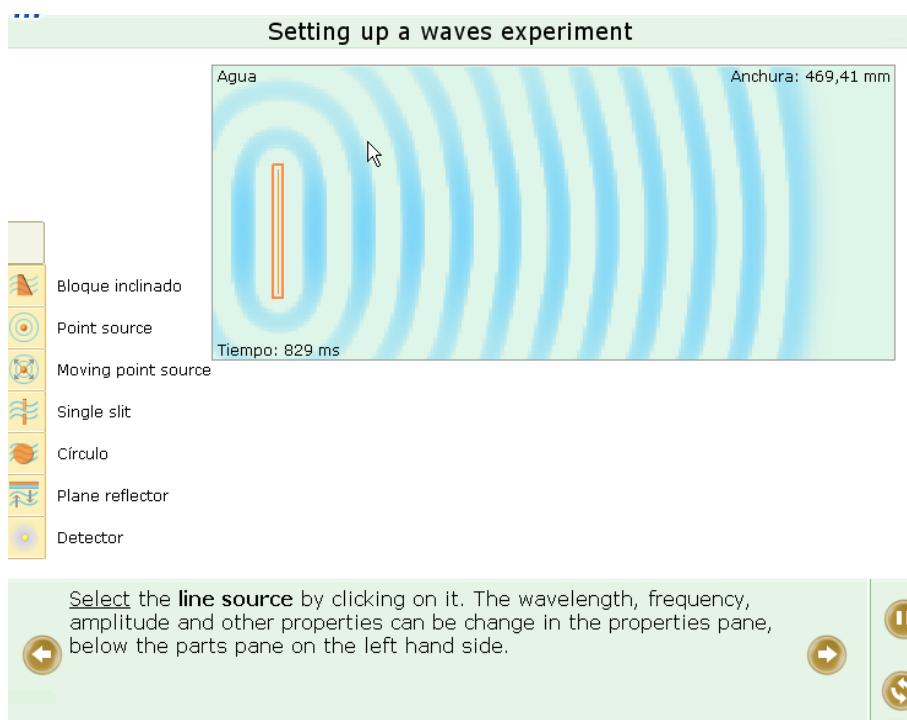 Setting up a waves experiment
Agua
Anchura: 469,41 mm
Tiempo: 829 ms
Bloque inclinado
Point source
Moving point source
Single slit
Círculo
Plane reflector
Detector
Select the line source by clicking on it. The wavelength, frequency,
amplitude and other properties can be change in the properties pane,
below the parts pane on the left hand side.